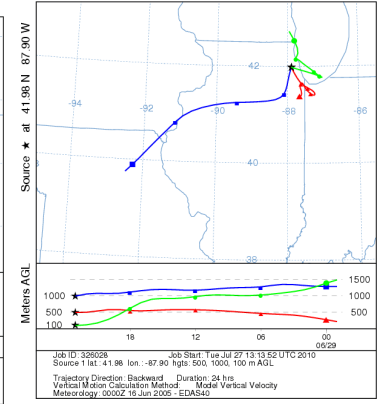 Source ★ at 41.98 N 87.90 W
-94
-92
-90
-88
-86
42
40
38
Meters AGL
1500
1000
1000
500
500
100
18
12
06
00
06/29
Job ID: 326028 Job Start: Tue Jul 27 13:13:52 UTC 2010
Source 1 lat.: 41.98 lon.: -87.90 hgts: 500, 1000, 100 m AGL
Trajectory Direction: Backward Duration: 24 hrs
Vertical Motion Calculation Method: Model Vertical Velocity
Meteorology: 0000Z 16 Jun 2005 - EDAS40